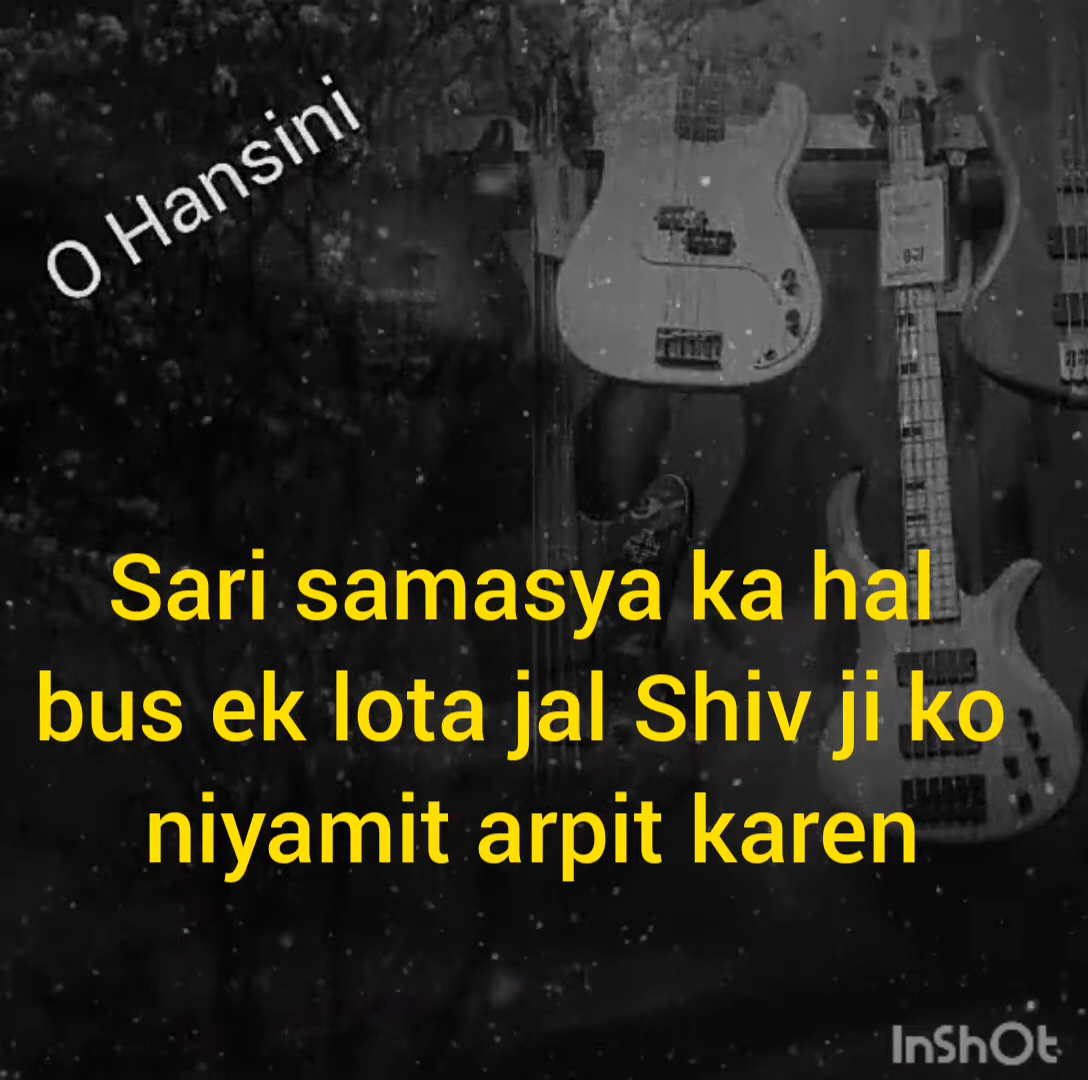 O Hansini
Sari samasya ka hal
bus ek lota jal Shiv ji ko
niyamit arpit karen
InShOt